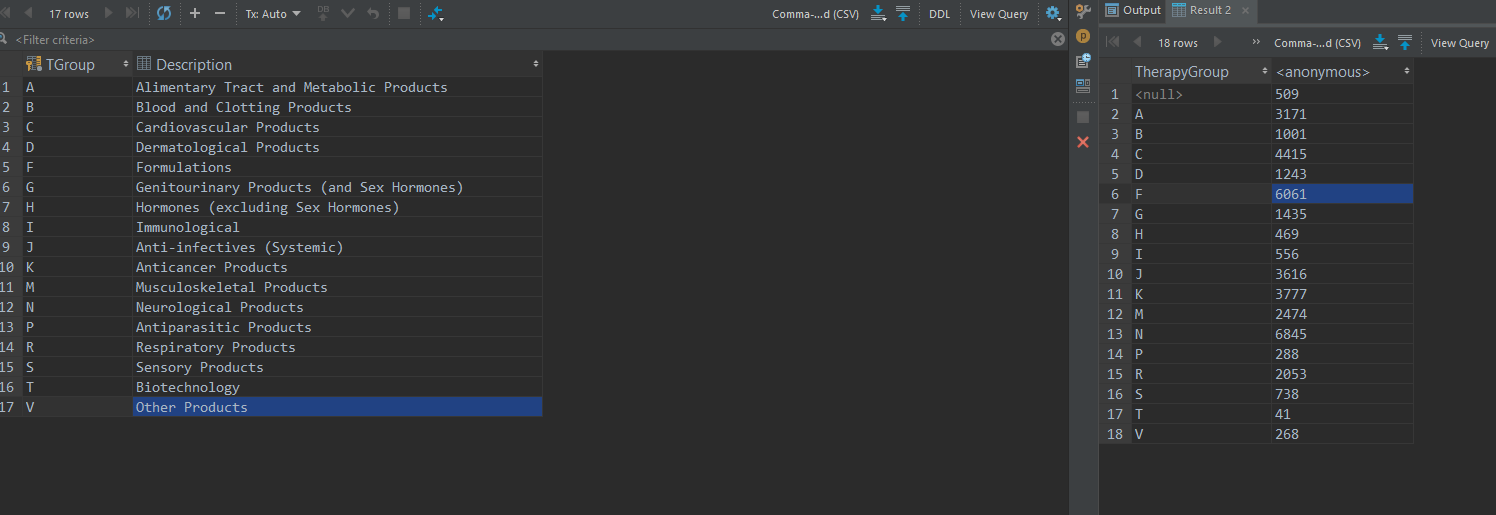 17 rows
Tx: Auto
DB
Comma-...d (CSV)
DDL
View Query
<Filter criteria>
TGroup Description
1 A Alimentary Tract and Metabolic Products
2 B Blood and Clotting Products
3 C Cardiovascular Products
4 D Dermatological Products
5 F Formulations
6 G Genitourinary Products (and Sex Hormones)
7 H Hormones (excluding Sex Hormones)
8 I Immunological
9 J Anti-infectives (Systemic)
10 K Anticancer Products
11 M Musculoskeletal Products
12 N Neurological Products
13 P Antiparasitic Products
14 R Respiratory Products
15 S Sensory Products
16 T Biotechnology
17 V Other Products
p
Output
Result 2
18 rows
Comma-...d (CSV)
View Query
TherapyGroup <anonymous>
1 <null> 509
2 A 3171
3 B 1001
4 C 4415
5 D 1243
6 F 6061
7 G 1435
8 H 469
9 I 556
10 J 3616
11 K 3777
12 M 2474
13 N 6845
14 P 288
15 R 2053
16 S 738
17 T 41
18 V 268